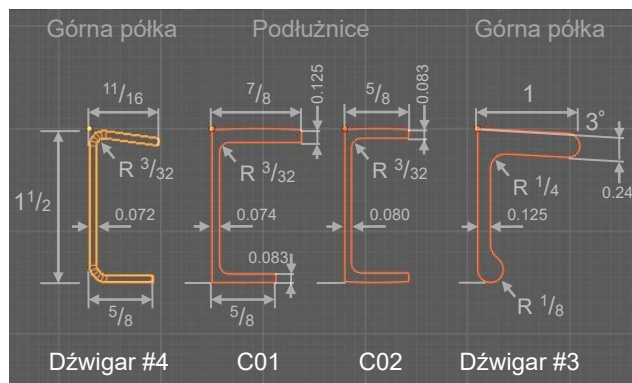 Górna półka Podłużnice Górna półka
11/16 7/8 0.125 5/8 0.083 1 3°
R 3/32 R 3/32 R 3/32 R 1/4 0.24
1 1/2 0.072 0.074 0.080 0.125
0.083
5/8 5/8 R 1/8
Dźwigar #4 C01 C02 Dźwigar #3